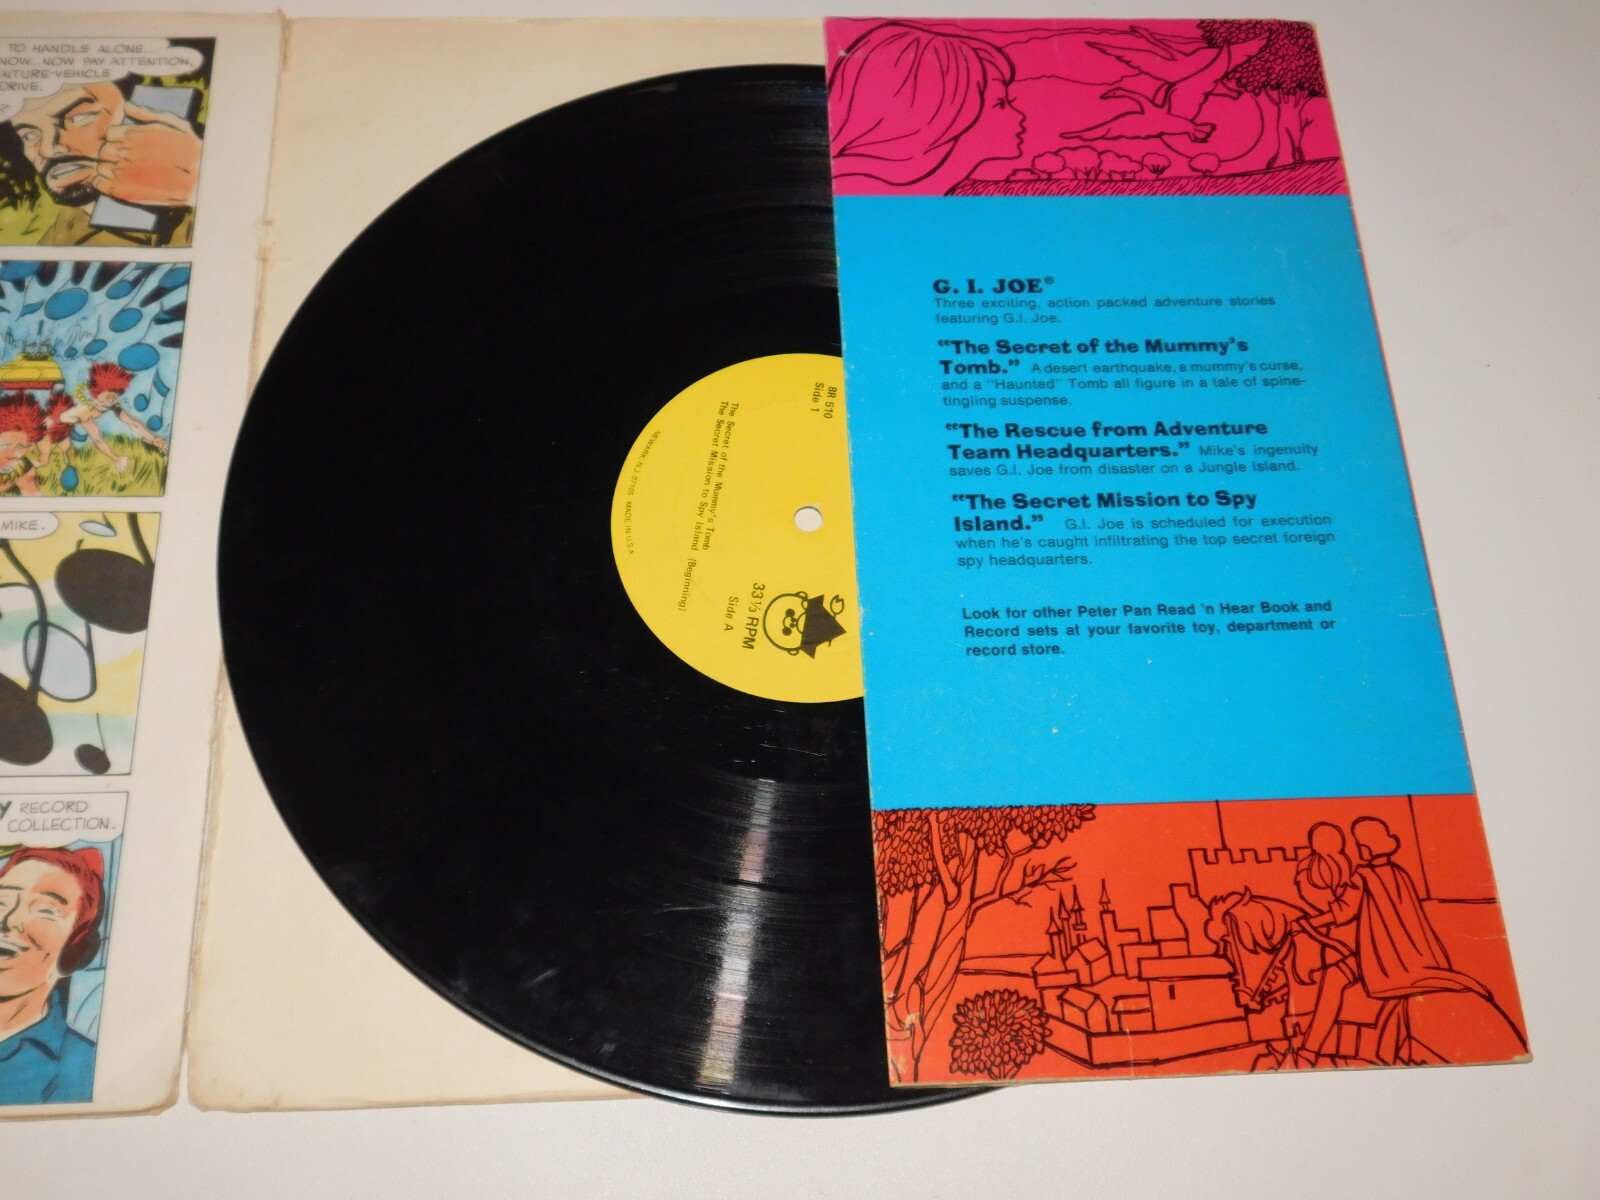 TO HANDLE ALONE...
NOW... NOW PAY ATTENTION,
NTURE-VEHICLE
DRIVE.
?
MIKE.
Y RECORD
COLLECTION.
BR 510
Side 1
The Secret of the Mummy's Tomb
The Secret Mission to Spy Island (Beginning)
NEWARK, N.J. 07105 MADE IN U.S.A.
33 1/3 RPM
Side A
G. I. JOE®
Three exciting, action packed adventure stories
featuring G.I. Joe.
"The Secret of the Mummy's
Tomb." A desert earthquake, a mummy's curse,
and a "Haunted" Tomb all figure in a tale of spine-
tingling suspense.
"The Rescue from Adventure
Team Headquarters." Mike's ingenuity
saves G.I. Joe from disaster on a Jungle Island.
"The Secret Mission to Spy
Island." G.I. Joe is scheduled for execution
when he's caught infiltrating the top secret foreign
spy headquarters.
Look for other Peter Pan Read 'n Hear Book and
Record sets at your favorite toy, department or
record store.